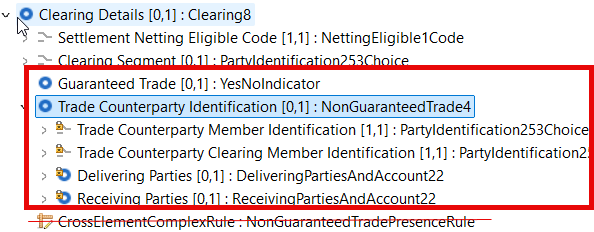 Clearing Details [0,1] : Clearing8
Settlement Netting Eligible Code [1,1] : NettingEligible1Code
Clearing Segment [0,1] : PartyIdentification253Choice
Guaranteed Trade [0,1] : YesNoIndicator
Trade Counterparty Identification [0,1] : NonGuaranteedTrade4
Trade Counterparty Member Identification [1,1] : PartyIdentification253Choice
Trade Counterparty Clearing Member Identification [1,1] : PartyIdentification25
Delivering Parties [0,1] : DeliveringPartiesAndAccount22
Receiving Parties [0,1] : ReceivingPartiesAndAccount22
CrossElementComplexRule : NonGuaranteedTradePresenceRule